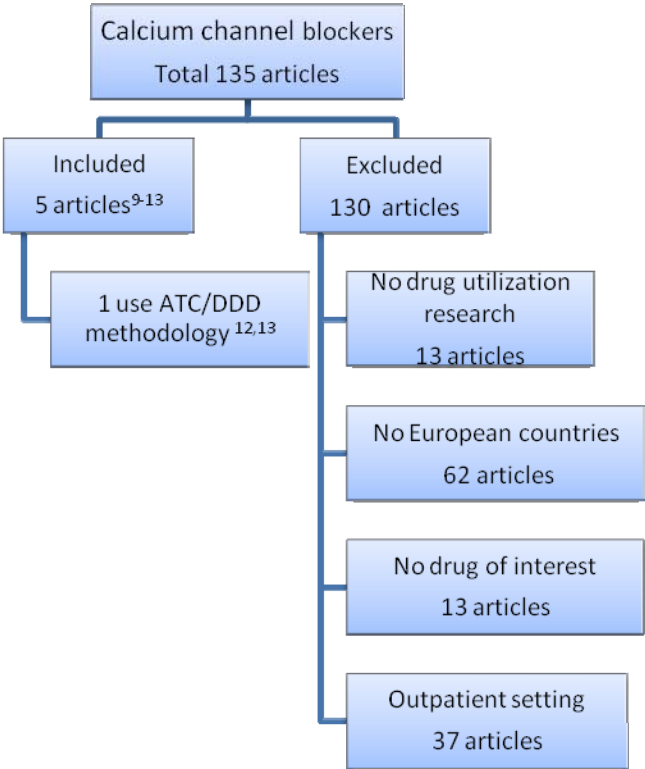 Calcium channel blockers
Total 135 articles
Included
5 articles9-13
Excluded
130 articles
1 use ATC/DDD
methodology 12,13
No drug utilization
research
13 articles
No European countries
62 articles
No drug of interest
13 articles
Outpatient setting
37 articles